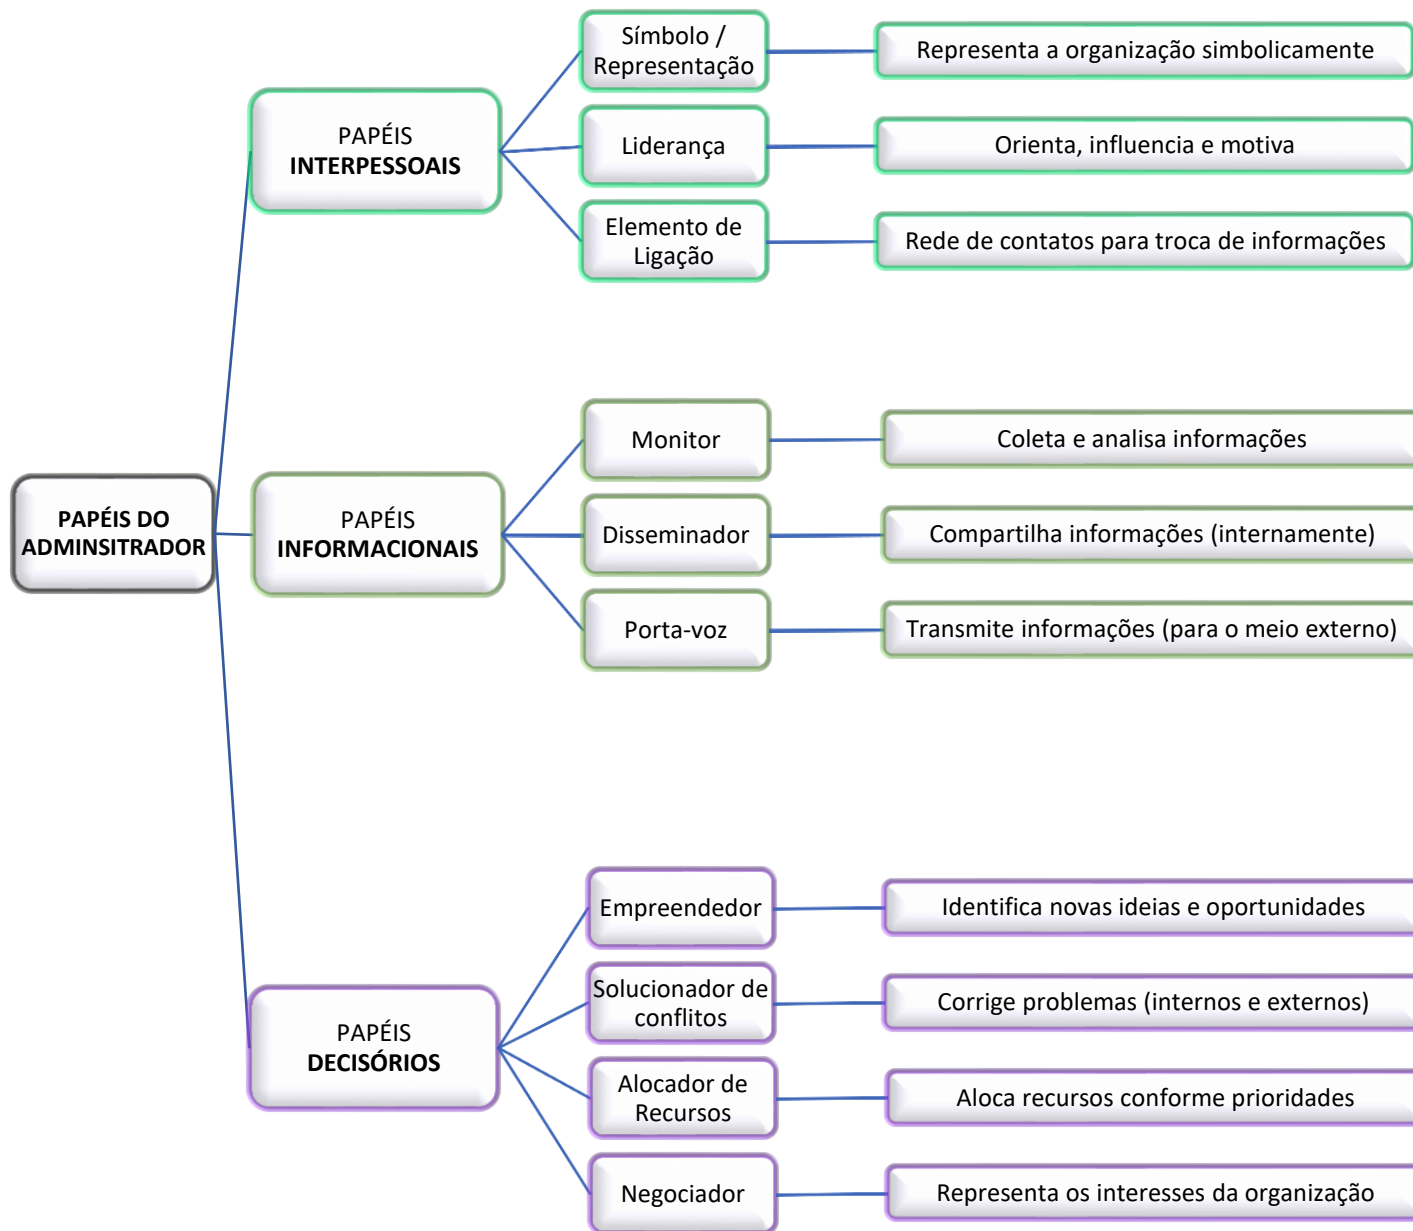 PAPÉIS DO
ADMINSITRADOR
PAPÉIS
INTERPESSOAIS
Símbolo /
Representação
Representa a organização simbolicamente
Liderança
Orienta, influencia e motiva
Elemento de
Ligação
Rede de contatos para troca de informações
PAPÉIS
INFORMACIONAIS
Monitor
Coleta e analisa informações
Disseminador
Compartilha informações (internamente)
Porta-voz
Transmite informações (para o meio externo)
PAPÉIS
DECISÓRIOS
Empreendedor
Identifica novas ideias e oportunidades
Solucionador de
conflitos
Corrige problemas (internos e externos)
Alocador de
Recursos
Aloca recursos conforme prioridades
Negociador
Representa os interesses da organização